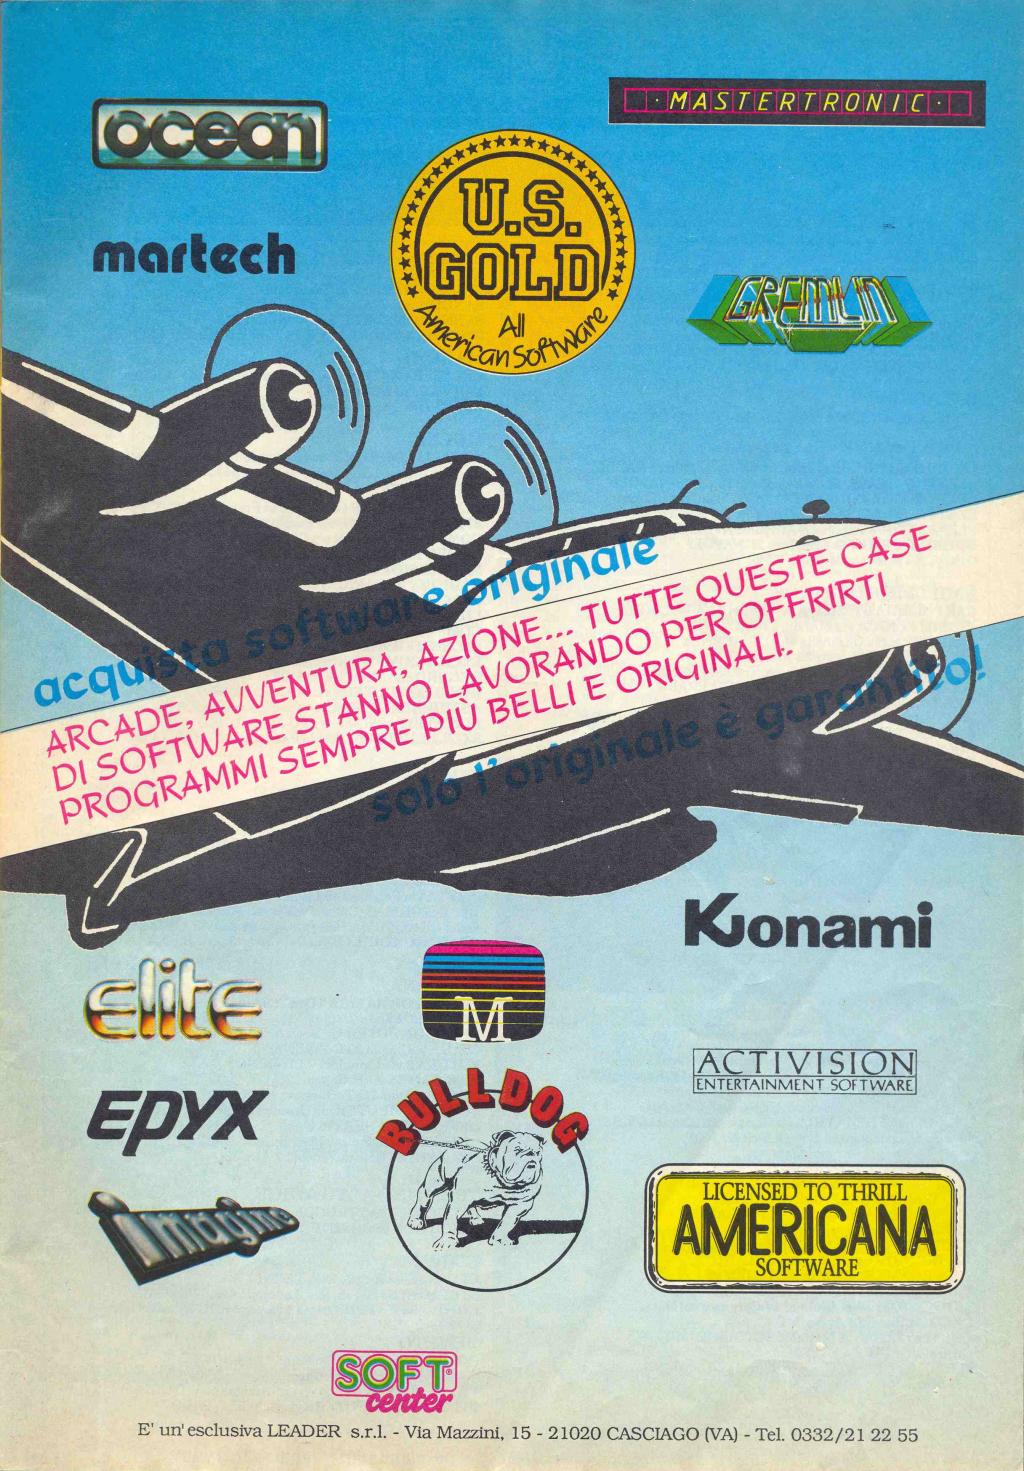 ocean
· MASTERTRONIC ·
U.S.
GOLD
All
American Software
martech
GREMLIN
acquista software originale
ARCADE, AVVENTURA, AZIONE... TUTTE QUESTE CASE
DI SOFTWARE STANNO LAVORANDO PER OFFRIRTI
PROGRAMMI SEMPRE PIÙ BELLI E ORIGINALI.
solo l'originale è garantito!
Konami
elite
M
ACTIVISION
ENTERTAINMENT SOFTWARE
EPYX
BULLDOG
Imagine
LICENSED TO THRILL
AMERICANA
SOFTWARE
SOFT®
center
E' un'esclusiva LEADER s.r.l. - Via Mazzini, 15 - 21020 CASCIAGO (VA) - Tel. 0332/21 22 55